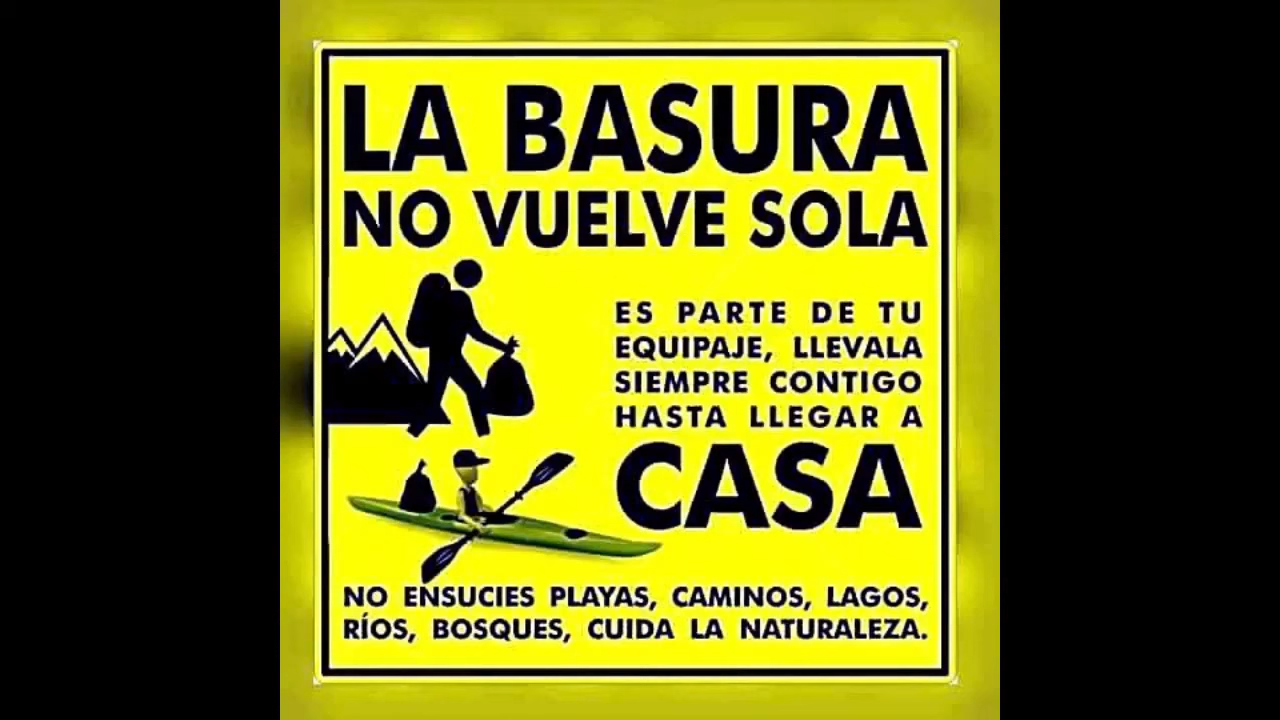 LA BASURA
NO VUELVE SOLA
ES PARTE DE TU
EQUIPAJE, LLEVALA
SIEMPRE CONTIGO
HASTA LLEGAR A
CASA
NO ENSUCIES PLAYAS, CAMINOS, LAGOS,
RÍOS, BOSQUES, CUIDA LA NATURALEZA.